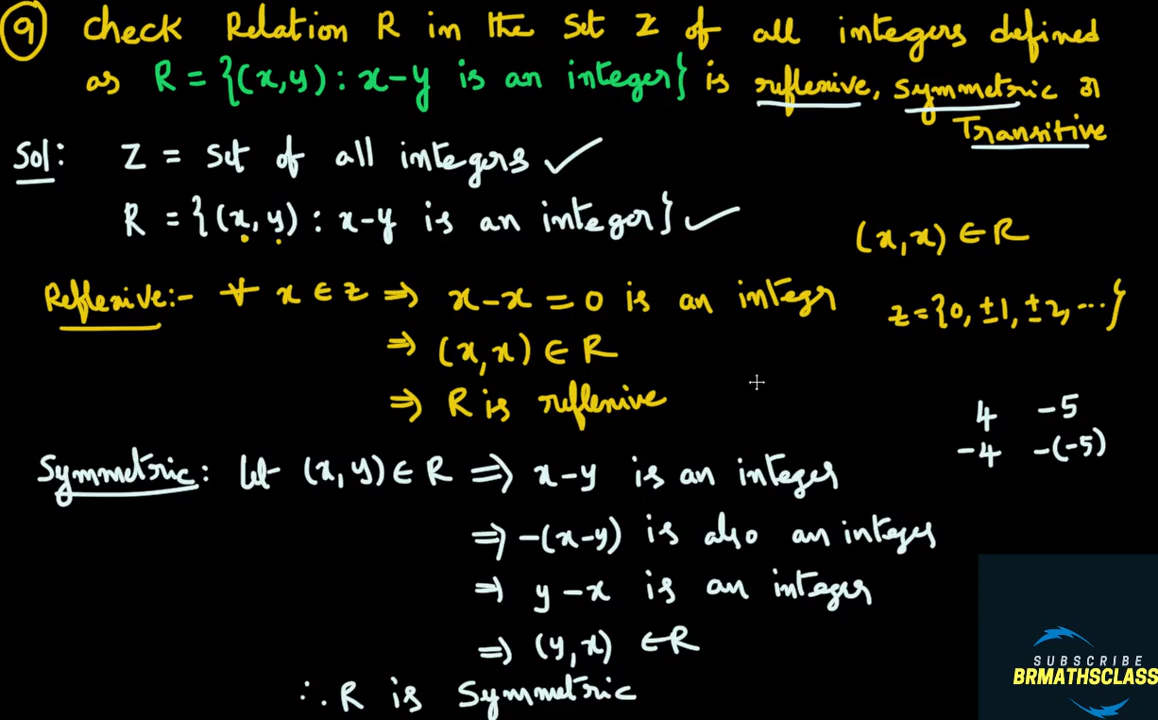 9 Check Relation R in the Set Z of all integers defined
as R = {(x,y) : x-y is an integer} is reflexive, symmetric or
Transitive
Sol: Z = set of all integers ✓
R = {(x, y) : x-y is an integer} ✓
(x, x) ∈ R
Reflexive:- ∀ x ∈ z ⇒ x-x = 0 is an integr
z = {0, ±1, ±2, ...}
⇒ (x, x) ∈ R
⇒ R is reflexive
4 -5
-4 -(-5)
Symmetric: let (x, y) ∈ R ⇒ x-y is an integer
⇒ -(x-y) is also an integer
⇒ y-x is an integer
⇒ (y, x) ∈ R
∴ R is Symmetric
SUBSCRIBE
BRMATHSCLASS